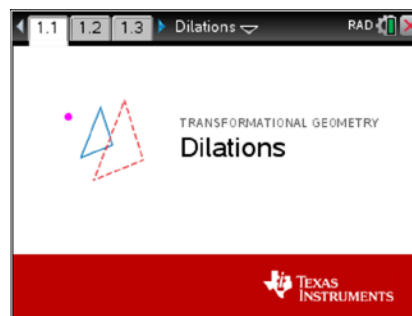 1.1 1.2 1.3 Dilations RAD
TRANSFORMATIONAL GEOMETRY
Dilations
TEXAS
INSTRUMENTS